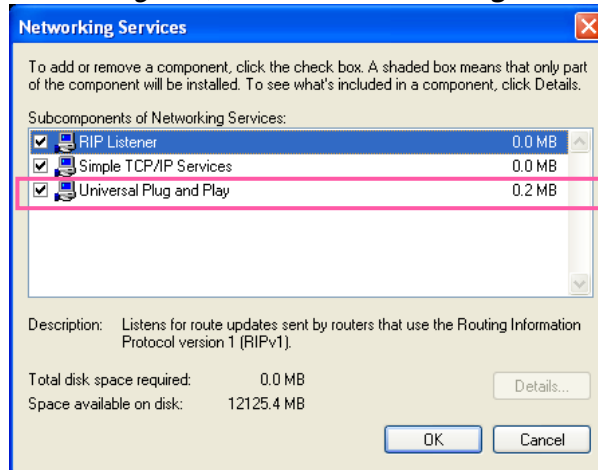 Networking Services
To add or remove a component, click the check box. A shaded box means that only part
of the component will be installed. To see what's included in a component, click Details.
Subcomponents of Networking Services:
RIP Listener 0.0 MB
Simple TCP/IP Services 0.0 MB
Universal Plug and Play 0.2 MB
Description: Listens for route updates sent by routers that use the Routing Information
Protocol version 1 (RIPv1).
Total disk space required: 0.0 MB
Details...
Space available on disk: 12125.4 MB
OK Cancel